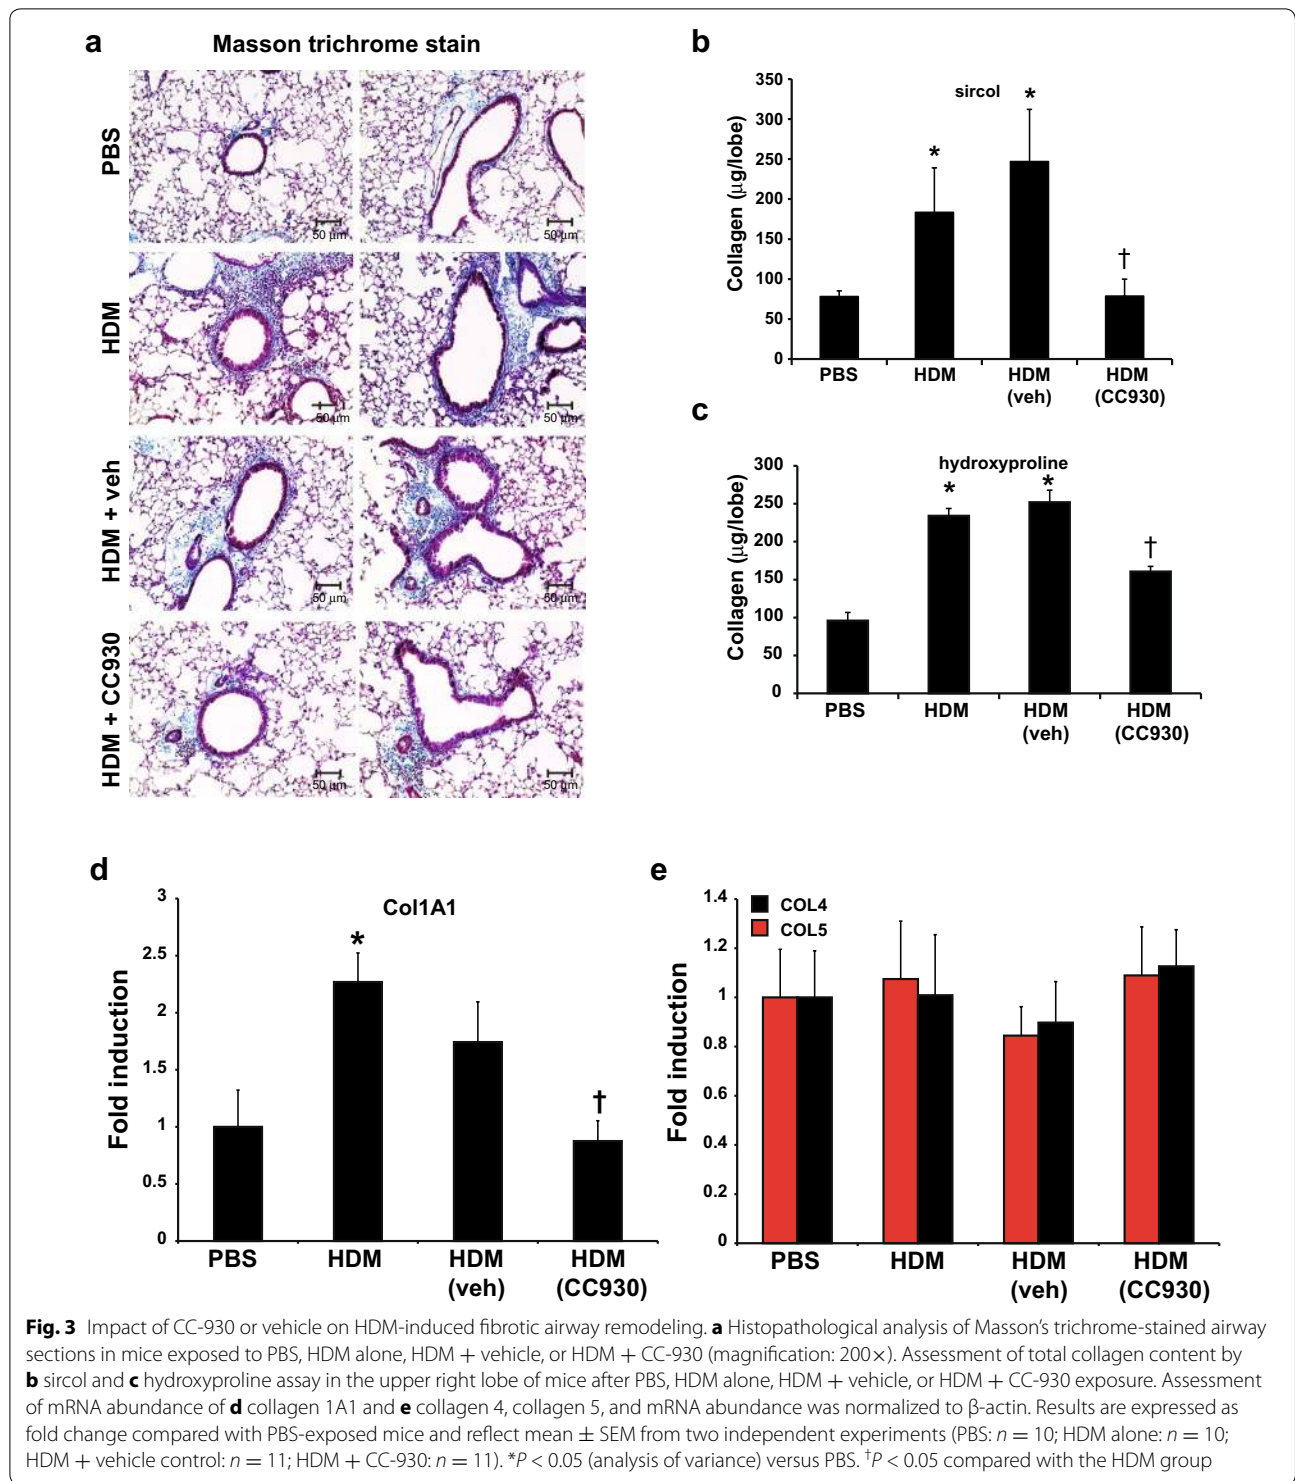 a
Masson trichrome stain
PBS
50 µm
50 µm
HDM
50 µm
50 µm
HDM + veh
50 µm
50 µm
HDM + CC930
50 µm
50 µm
b
sircol
Collagen (µg/lobe)
350
300
250
200
150
100
50
0
*
*
†
PBS
HDM
HDM
(veh)
HDM
(CC930)
c
hydroxyproline
Collagen (µg/lobe)
300
250
200
150
100
50
0
*
*
†
PBS
HDM
HDM
(veh)
HDM
(CC930)
d
Col1A1
Fold induction
3
2.5
2
1.5
1
0.5
0
*
†
PBS
HDM
HDM
(veh)
HDM
(CC930)
e
COL4
COL5
Fold induction
1.4
1.2
1
0.8
0.6
0.4
0.2
0
PBS
HDM
HDM
(veh)
HDM
(CC930)
Fig. 3 Impact of CC-930 or vehicle on HDM-induced fibrotic airway remodeling. a Histopathological analysis of Masson's trichrome-stained airway
sections in mice exposed to PBS, HDM alone, HDM + vehicle, or HDM + CC-930 (magnification: 200×). Assessment of total collagen content by
b sircol and c hydroxyproline assay in the upper right lobe of mice after PBS, HDM alone, HDM + vehicle, or HDM + CC-930 exposure. Assessment
of mRNA abundance of d collagen 1A1 and e collagen 4, collagen 5, and mRNA abundance was normalized to β-actin. Results are expressed as
fold change compared with PBS-exposed mice and reflect mean ± SEM from two independent experiments (PBS: n = 10; HDM alone: n = 10;
HDM + vehicle control: n = 11; HDM + CC-930: n = 11). *P < 0.05 (analysis of variance) versus PBS. †P < 0.05 compared with the HDM group